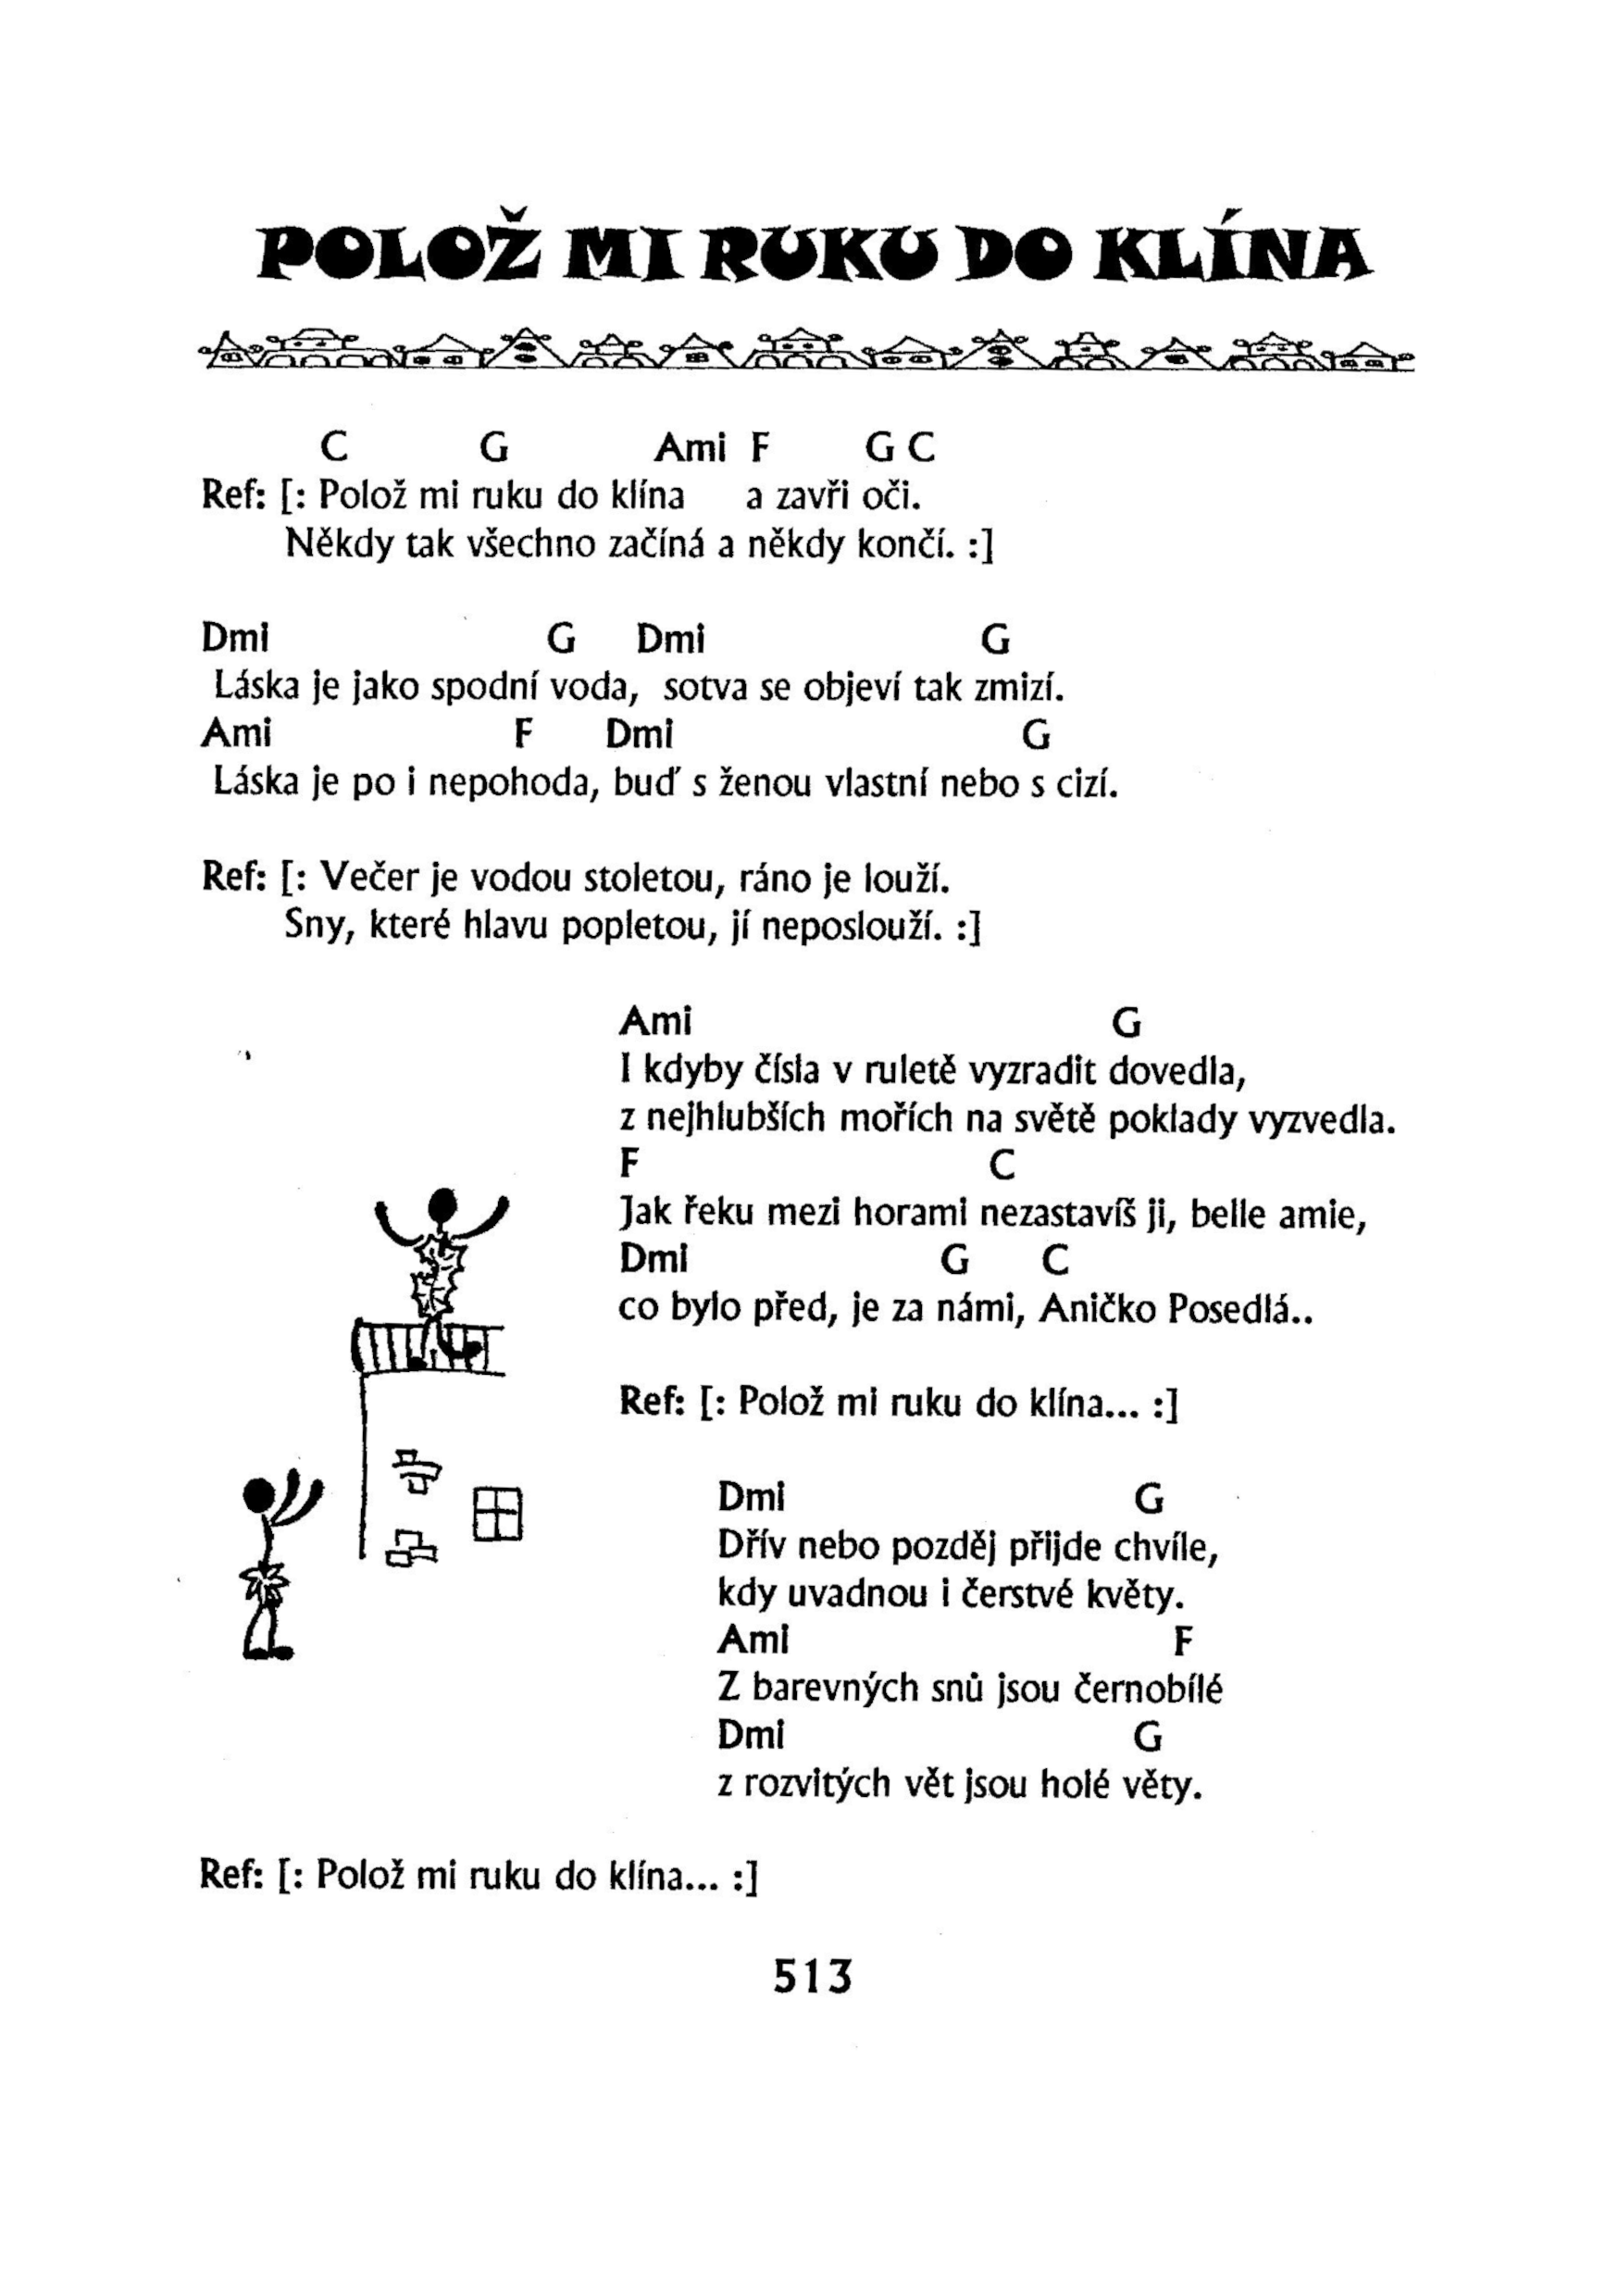 POLOŽ MI RUKU DO KLÍNA
C G Ami F G C
Ref: [: Polož mi ruku do klína a zavři oči.
Někdy tak všechno začíná a někdy končí. :]
Dmi G Dmi G
Láska je jako spodní voda, sotva se objeví tak zmizí.
Ami F Dmi G
Láska je po i nepohoda, buď s ženou vlastní nebo s cizí.
Ref: [: Večer je vodou stoletou, ráno je louží.
Sny, které hlavu popletou, jí neposlouží. :]
Ami G
I kdyby čísla v ruletě vyzradit dovedla,
z nejhlubších mořích na světě poklady vyzvedla.
F C
Jak řeku mezi horami nezastavíš ji, belle amie,
Dmi G C
co bylo před, je za námi, Aničko Posedlá..
Ref: [: Polož mi ruku do klína... :]
Dmi G
Dřív nebo později přijde chvíle,
kdy uvadnou i čerstvé květy.
Ami F
Z barevných snů jsou černobílé
Dmi G
z rozvitých vět jsou holé věty.
Ref: [: Polož mi ruku do klína... :]
513